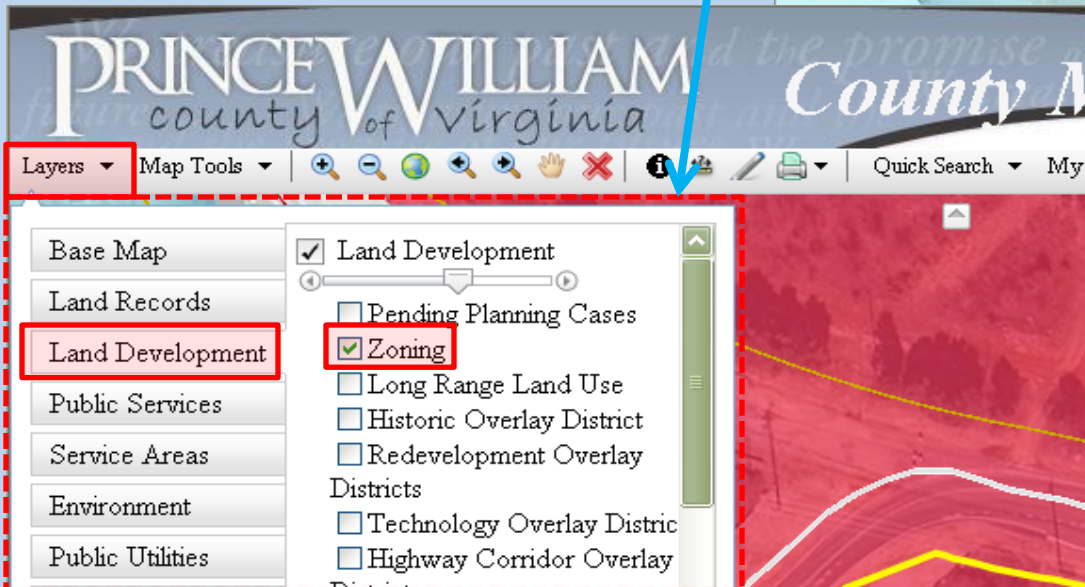 PRINCE WILLIAM
county of Virginia
County M
Layers Map Tools Quick Search My
Base Map
Land Records
Land Development
Public Services
Service Areas
Environment
Public Utilities
Land Development
Pending Planning Cases
Zoning
Long Range Land Use
Historic Overlay District
Redevelopment Overlay
Districts
Technology Overlay Distric
Highway Corridor Overlay